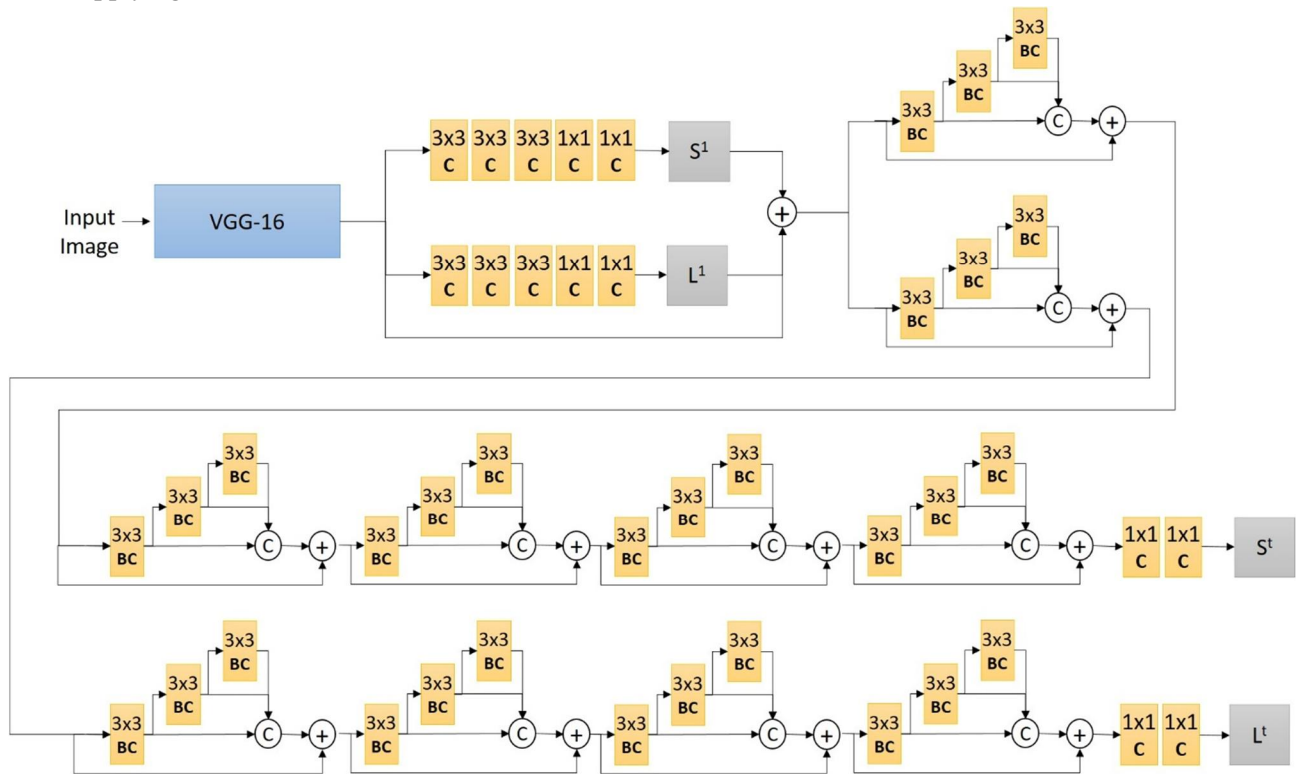 Input
Image
VGG-16
3x3 3x3 3x3 1x1 1x1
C C C C C
S¹
3x3 3x3 3x3 1x1 1x1
C C C C C
L¹
+
3x3
BC
3x3
BC
3x3
BC
C
+
3x3
BC
3x3
BC
3x3
BC
C
+
3x3
BC
3x3
BC
3x3
BC
C
+
3x3
BC
3x3
BC
3x3
BC
C
+
3x3
BC
3x3
BC
3x3
BC
C
+
3x3
BC
3x3
BC
3x3
BC
C
+
1x1 1x1
C C
Sᵗ
3x3
BC
3x3
BC
3x3
BC
C
+
3x3
BC
3x3
BC
3x3
BC
C
+
3x3
BC
3x3
BC
3x3
BC
C
+
3x3
BC
3x3
BC
3x3
BC
C
+
1x1 1x1
C C
Lᵗ